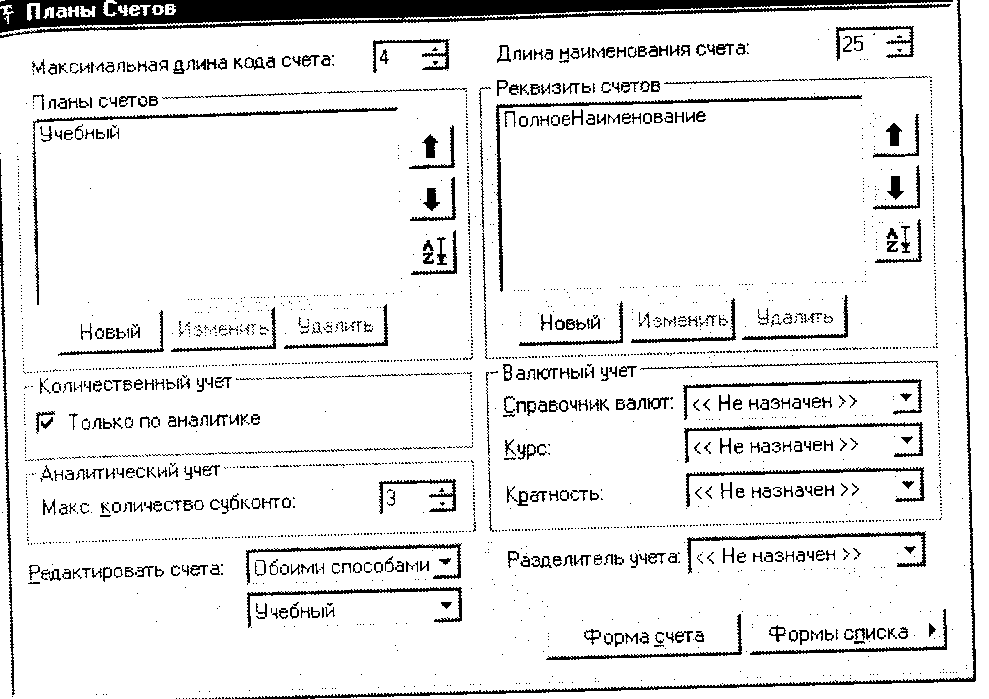 Планы Счетов
Максимальная длина кода счета: 4
Длина наименования счета: 25
Планы счетов
Учебный
Новый Изменить Удалить
Реквизиты счетов
ПолноеНаименование
Новый Изменить Удалить
Количественный учет
Только по аналитике
Аналитический учет
Макс. количество субконто: 3
Валютный учет
Справочник валют: << Не назначен >>
Курс: << Не назначен >>
Кратность: << Не назначен >>
Редактировать счета: Обоими способами
Учебный
Разделитель учета: << Не назначен >>
Форма счета Формы списка